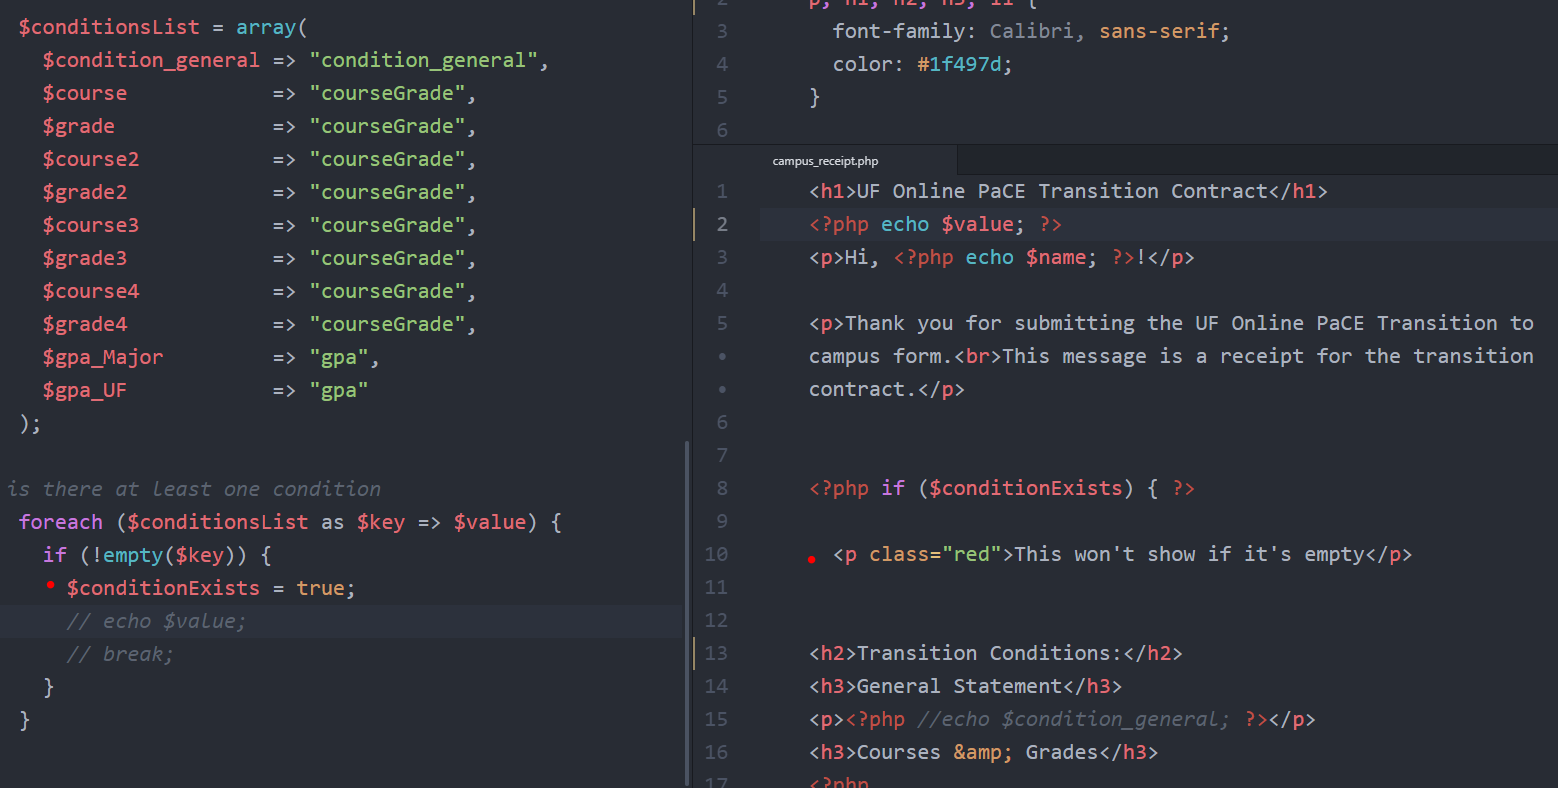 $conditionsList = array(
$condition_general => "condition_general",
$course => "courseGrade",
$grade => "courseGrade",
$course2 => "courseGrade",
$grade2 => "courseGrade",
$course3 => "courseGrade",
$grade3 => "courseGrade",
$course4 => "courseGrade",
$grade4 => "courseGrade",
$gpa_Major => "gpa",
$gpa_UF => "gpa"
);
is there at least one condition
foreach ($conditionsList as $key => $value) {
if (!empty($key)) {
$conditionExists = true;
// echo $value;
// break;
}
}
2 p, h1, h2, h3, li {
3 font-family: Calibri, sans-serif;
4 color: #1f497d;
5 }
6
campus_receipt.php
1 <h1>UF Online PaCE Transition Contract</h1>
2 <?php echo $value; ?>
3 <p>Hi, <?php echo $name; ?>!</p>
4
5 <p>Thank you for submitting the UF Online PaCE Transition to
• campus form.<br>This message is a receipt for the transition
• contract.</p>
6
7
8 <?php if ($conditionExists) { ?>
9
10 <p class="red">This won't show if it's empty</p>
11
12
13 <h2>Transition Conditions:</h2>
14 <h3>General Statement</h3>
15 <p><?php //echo $condition_general; ?></p>
16 <h3>Courses &amp; Grades</h3>
17 <?php